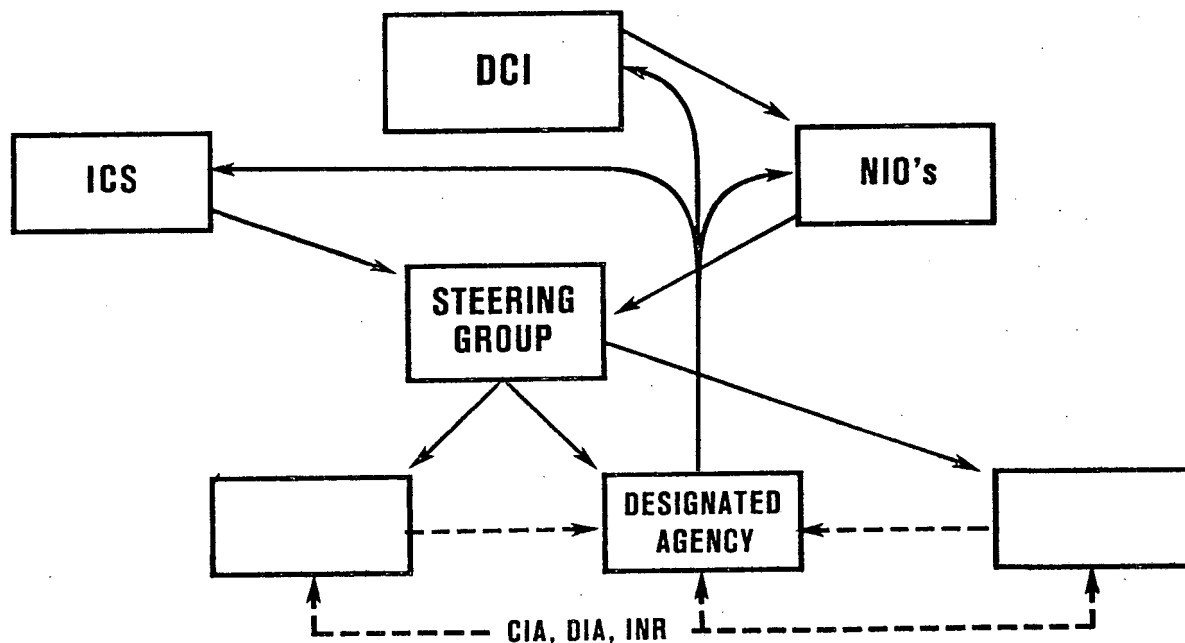 DCI
ICS
NIO's
STEERING
GROUP
DESIGNATED
AGENCY
CIA, DIA, INR